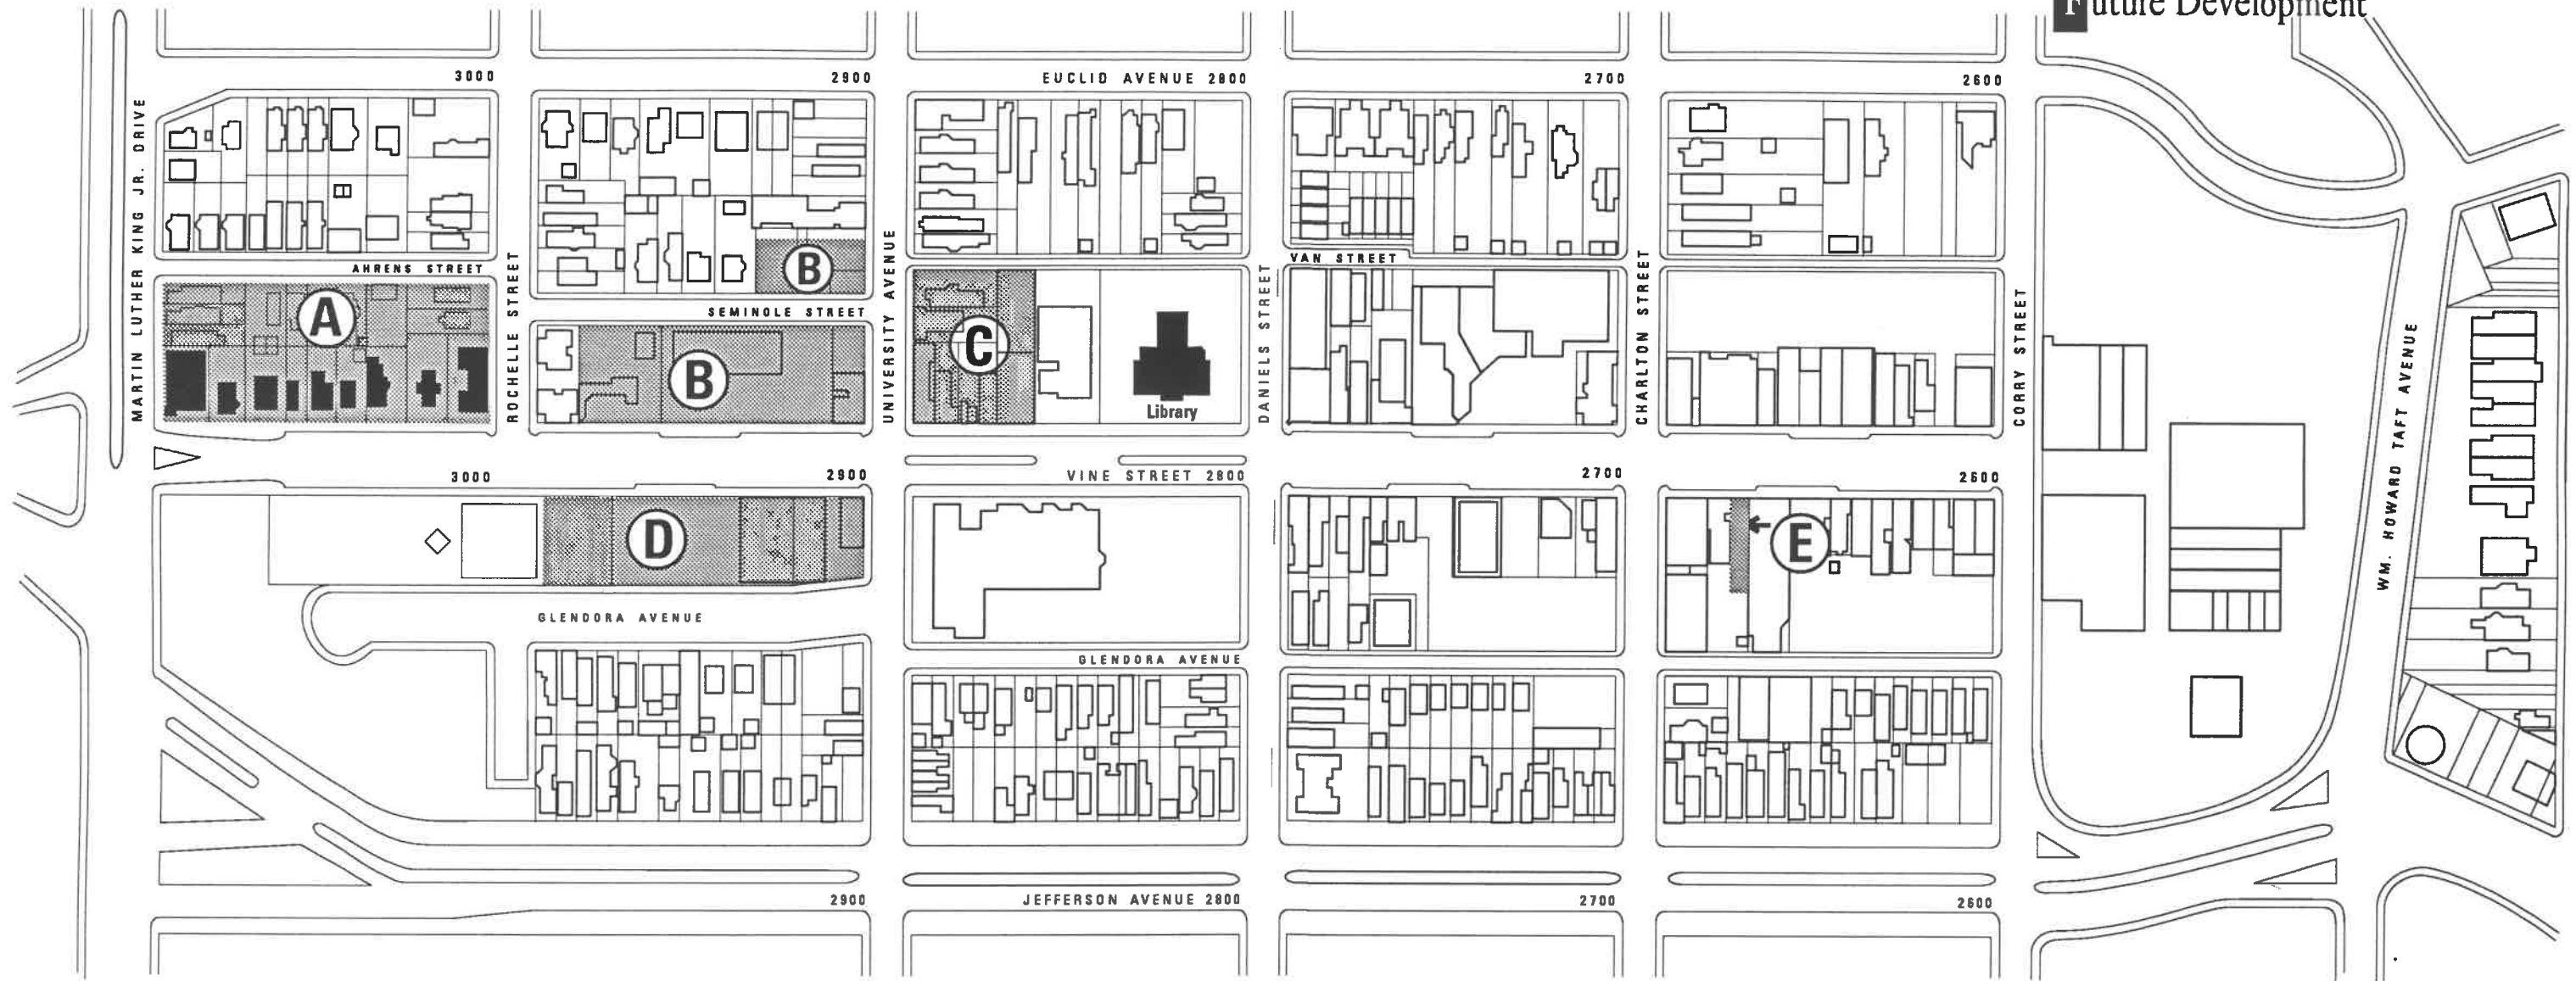 Future Development
3000
2900
EUCLID AVENUE 2800
2700
2600
MARTIN LUTHER KING JR. DRIVE
AHRENS STREET
ROCHELLE STREET
UNIVERSITY AVENUE
VAN STREET
DANIELS STREET
CHARLTON STREET
CORRY STREET
WM. HOWARD TAFT AVENUE
SEMINOLE STREET
A
B
B
C
Library
3000
2900
VINE STREET 2800
2700
2600
D
E
GLENDORA AVENUE
GLENDORA AVENUE
2900
JEFFERSON AVENUE 2800
2700
2600